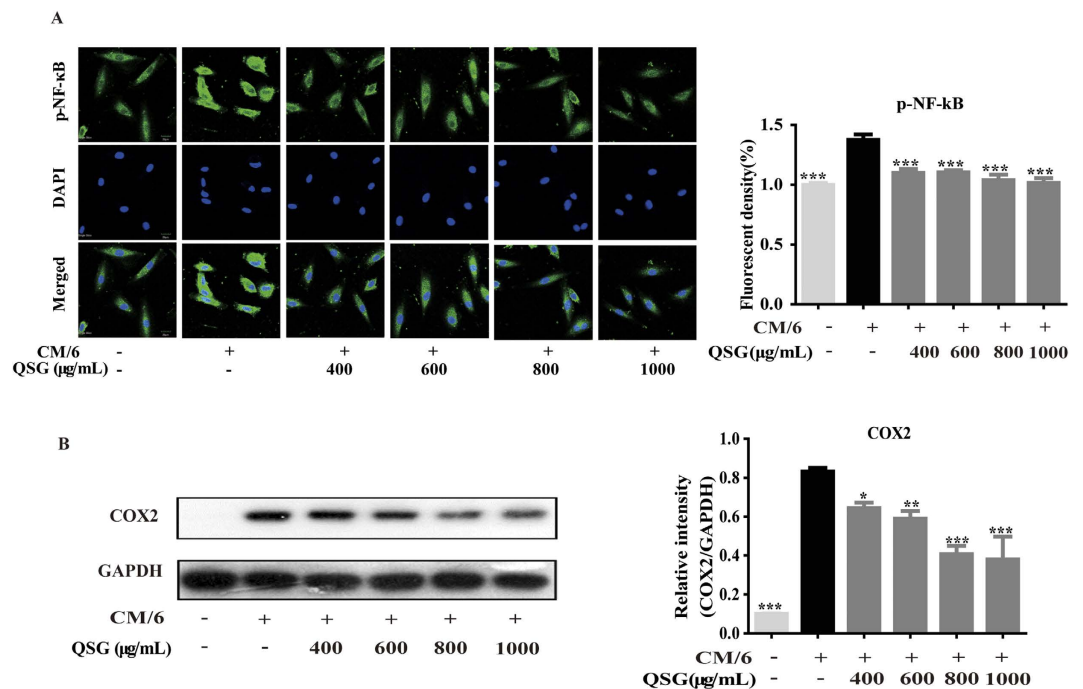 A
p-NF-κB
DAPI
Merged
CM/6 - + + + + +
QSG (μg/mL) - - 400 600 800 1000
p-NF-kB
Fluorescent density(%)
1.5
1.0
0.5
0.0
*** *** *** *** ***
CM/6 - + + + + +
QSG(μg/mL) - - 400 600 800 1000
B
COX2
GAPDH
CM/6 - + + + + +
QSG (μg/mL) - - 400 600 800 1000
COX2
Relative intensity
(COX2/GAPDH)
1.0
0.8
0.6
0.4
0.2
0.0
*** * ** *** ***
CM/6 - + + + + +
QSG(μg/mL) - - 400 600 800 1000